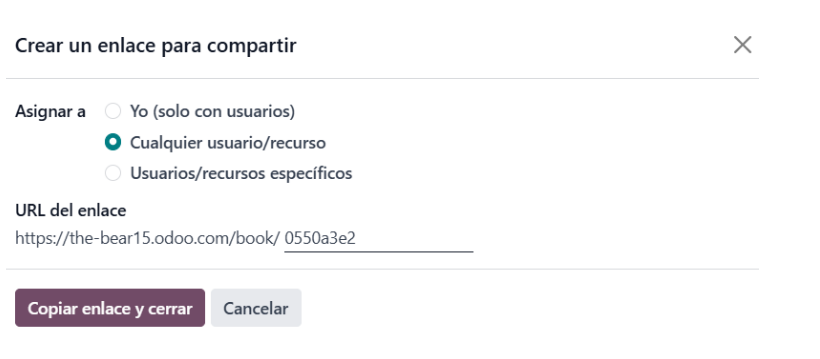 Crear un enlace para compartir
Asignar a
Yo (solo con usuarios)
Cualquier usuario/recurso
Usuarios/recursos específicos
URL del enlace
https://the-bear15.odoo.com/book/ 0550a3e2
Copiar enlace y cerrar
Cancelar